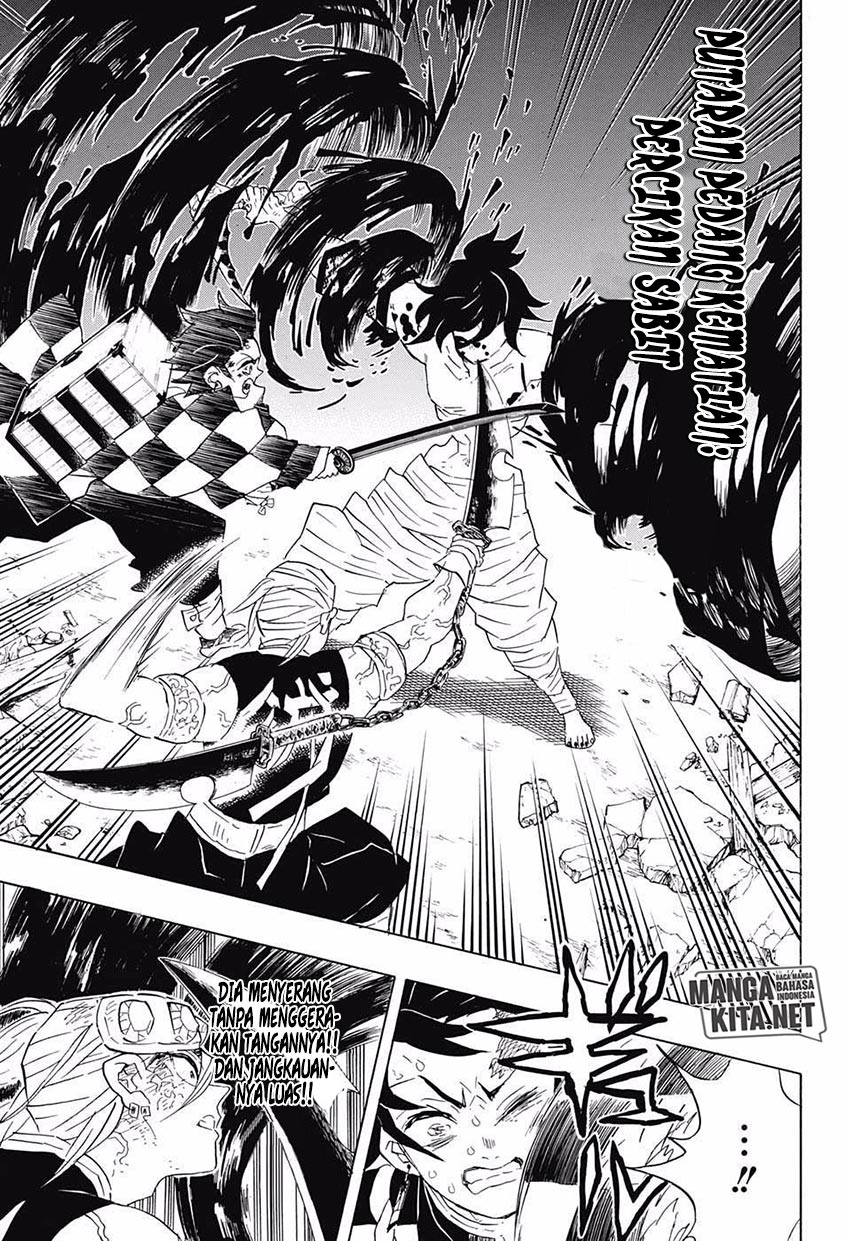 PUTARAN PEDANG KEMATIAN:
PERCIKAN SABIT
...!!
DIA MENYERANG
TANPA MENGGERA-
KAN TANGANNYA!!
DAN JANGKAUAN-
NYA LUAS!!
MANGA
BACA MANGA
BAHASA
INDONESIA
KITA.NET